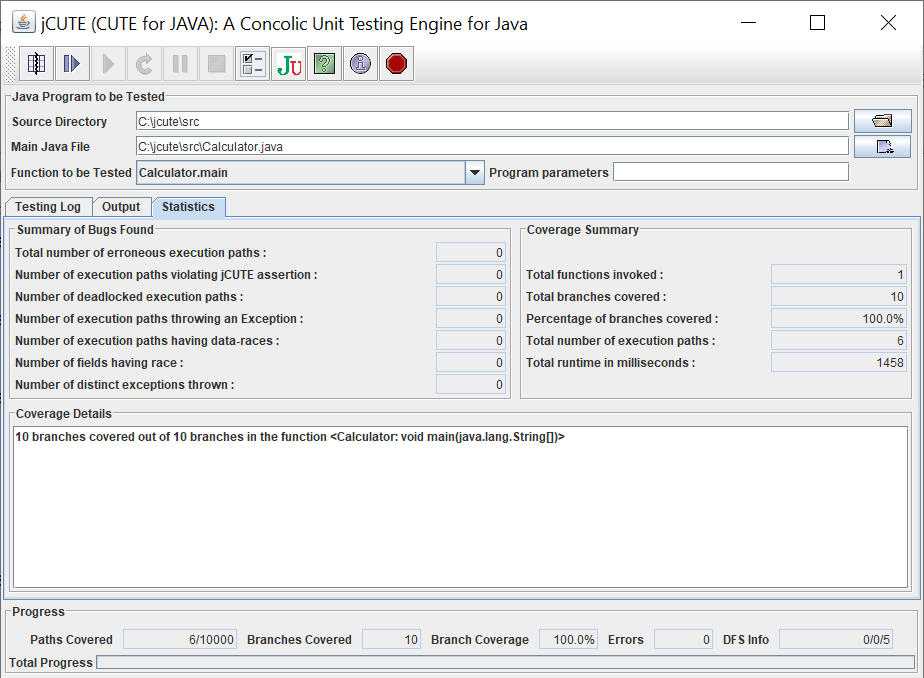 jCUTE (CUTE for JAVA): A Concolic Unit Testing Engine for Java
JU ? i
Java Program to be Tested
Source Directory C:\jcute\src
Main Java File C:\jcute\src\Calculator.java
Function to be Tested Calculator.main Program parameters
Testing Log Output Statistics
Summary of Bugs Found
Total number of erroneous execution paths : 0
Number of execution paths violating jCUTE assertion : 0
Number of deadlocked execution paths : 0
Number of execution paths throwing an Exception : 0
Number of execution paths having data-races : 0
Number of fields having race : 0
Number of distinct exceptions thrown : 0
Coverage Summary
Total functions invoked : 1
Total branches covered : 10
Percentage of branches covered : 100.0%
Total number of execution paths : 6
Total runtime in milliseconds : 1458
Coverage Details
10 branches covered out of 10 branches in the function <Calculator: void main(java.lang.String[])>
Progress
Paths Covered 6/10000 Branches Covered 10 Branch Coverage 100.0% Errors 0 DFS Info 0/0/5
Total Progress